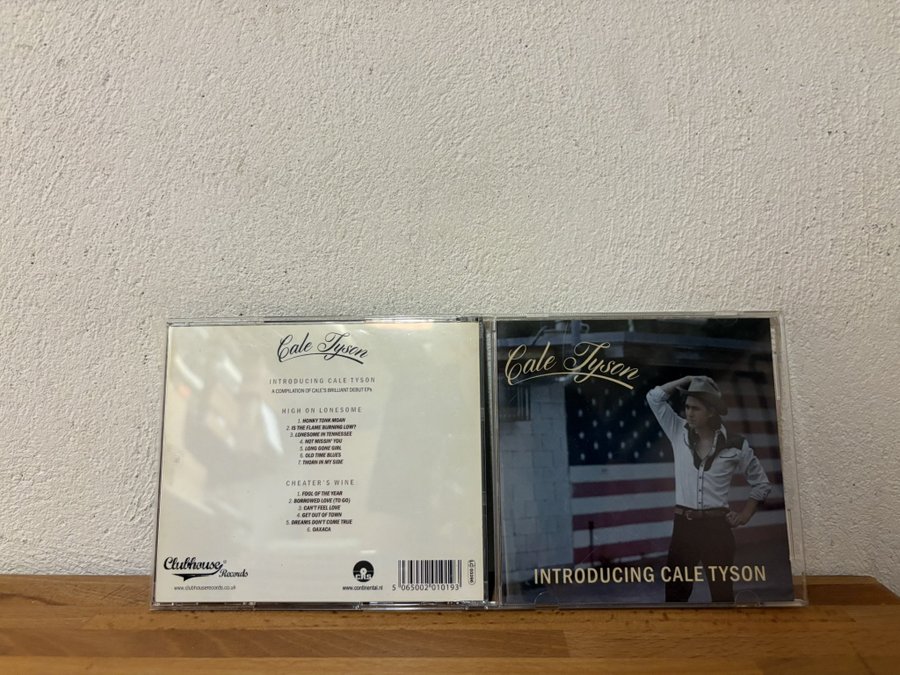 Cale Tyson
INTRODUCING CALE TYSON
A COMPILATION OF CALE'S BRILLIANT DEBUT EPs
HIGH ON LONESOME
1. HONKY TONK MOAN
2. IS THE FLAME BURNING LOW?
3. LONESOME IN TENNESSEE
4. NOT MISSIN' YOU
5. LONG GONE GIRL
6. OLD TIME BLUES
7. THORN IN MY SIDE
CHEATER'S WINE
1. FOOL OF THE YEAR
2. BORROWED LOVE (TO GO)
3. CAN'T FEEL LOVE
4. GET OUT OF TOWN
5. DREAMS DON'T COME TRUE
6. OAXACA
Clubhouse Records
www.clubhouserecords.co.uk
CRS
www.continental.nl
5 065002 010193
Cale Tyson
INTRODUCING CALE TYSON